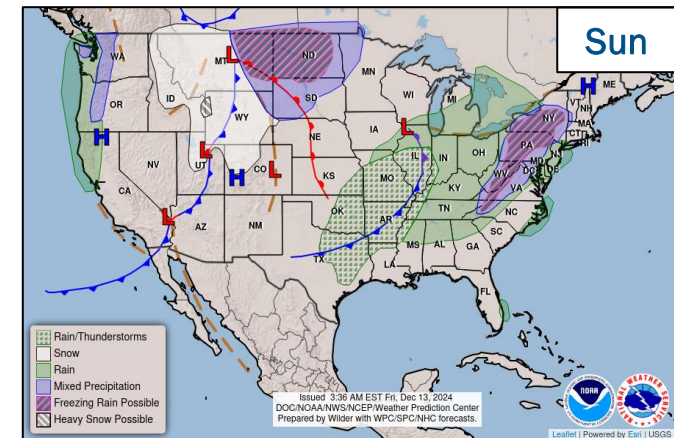 Sun
WA
MT
ND
MN
OR
ID
WY
SD
WI
MI
ME
VT
NH
NY
MA
CT
RI
IA
NE
NV
UT
CO
KS
MO
IL
IN
OH
PA
NJ
MD
DE
DC
WV
VA
KY
CA
AZ
NM
OK
AR
TN
NC
SC
TX
LA
MS
AL
GA
FL
H
H
H
L
L
L
L
L
Rain/Thunderstorms
Snow
Rain
Mixed Precipitation
Freezing Rain Possible
Heavy Snow Possible
Issued 3:36 AM EST Fri, Dec 13, 2024
DOC/NOAA/NWS/NCEP/Weather Prediction Center
Prepared by Wilder with WPC/SPC/NHC forecasts.
NOAA
NATIONAL WEATHER SERVICE
Leaflet | Powered by Esri | USGS